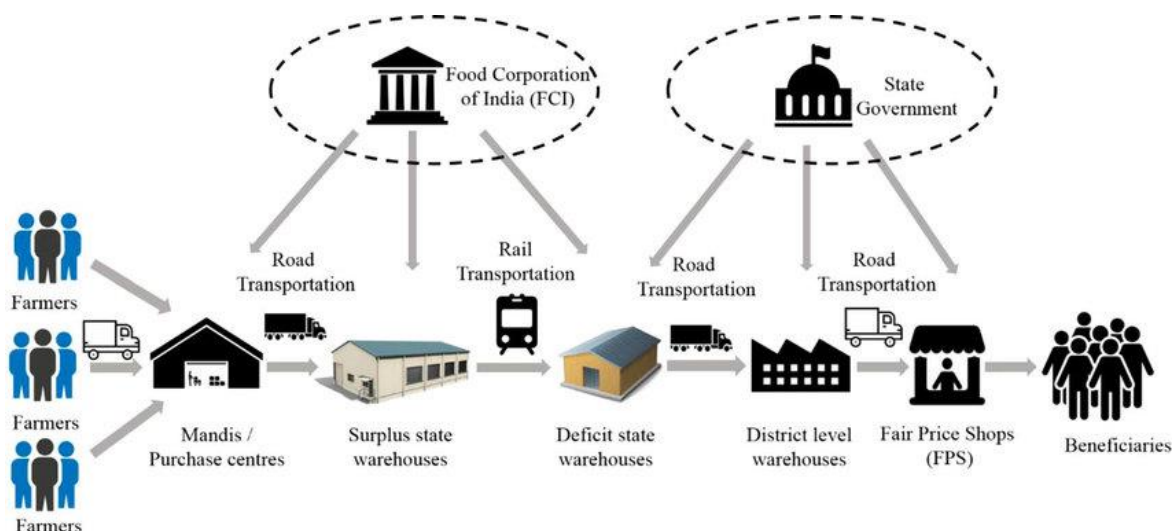 Food Corporation
of India (FCI)
State
Government
Road
Transportation
Rail
Transportation
Road
Transportation
Road
Transportation
Farmers
Farmers
Farmers
Mandis /
Purchase centres
Surplus state
warehouses
Deficit state
warehouses
District level
warehouses
Fair Price Shops
(FPS)
Beneficiaries